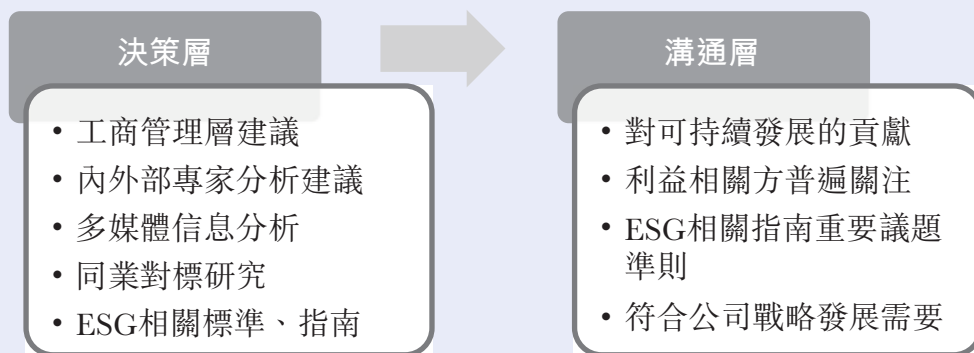 決策層
• 工商管理層建議
• 內外部專家分析建議
• 多媒體信息分析
• 同業對標研究
• ESG相關標準、指南
溝通層
• 對可持續發展的貢獻
• 利益相關方普遍關注
• ESG相關指南重要議題
準則
• 符合公司戰略發展需要